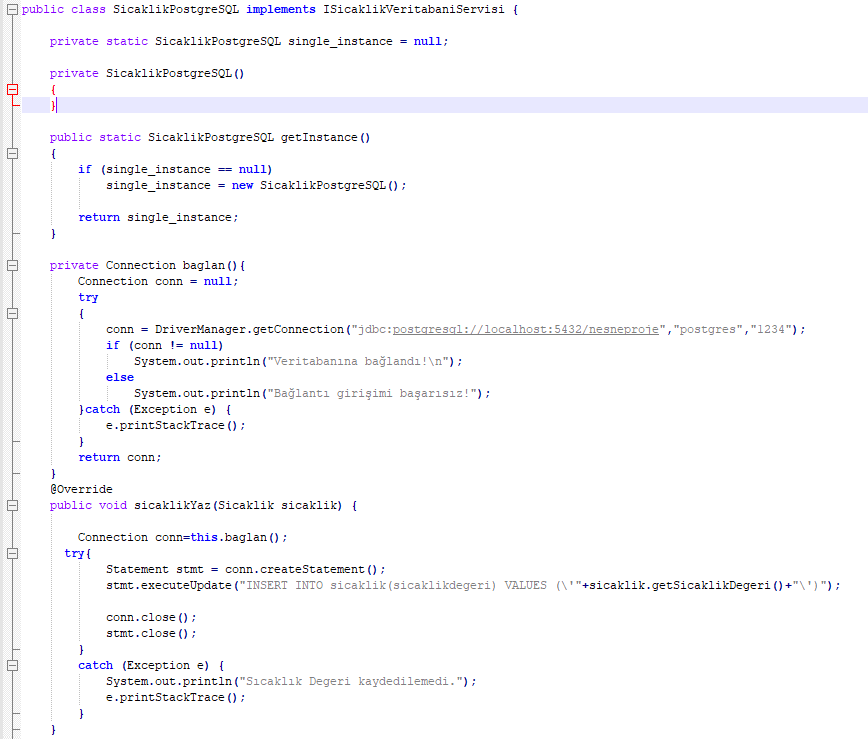 public class SicaklikPostgreSQL implements ISicaklikVeritabaniServisi {
private static SicaklikPostgreSQL single_instance = null;
private SicaklikPostgreSQL()
{
}
public static SicaklikPostgreSQL getInstance()
{
if (single_instance == null)
single_instance = new SicaklikPostgreSQL();
return single_instance;
}
private Connection baglan(){
Connection conn = null;
try
{
conn = DriverManager.getConnection("jdbc:postgresql://localhost:5432/nesneproje","postgres","1234");
if (conn != null)
System.out.println("Veritabanına bağlandı!\n");
else
System.out.println("Bağlantı girişimi başarısız!");
}catch (Exception e) {
e.printStackTrace();
}
return conn;
}
@Override
public void sicaklikYaz(Sicaklik sicaklik) {
Connection conn=this.baglan();
try{
Statement stmt = conn.createStatement();
stmt.executeUpdate("INSERT INTO sicaklik(sicaklikdegeri) VALUES (\'"+sicaklik.getSicaklikDegeri()+"\')");
conn.close();
stmt.close();
}
catch (Exception e) {
System.out.println("Sıcaklık Degeri kaydedilemedi.");
e.printStackTrace();
}
}